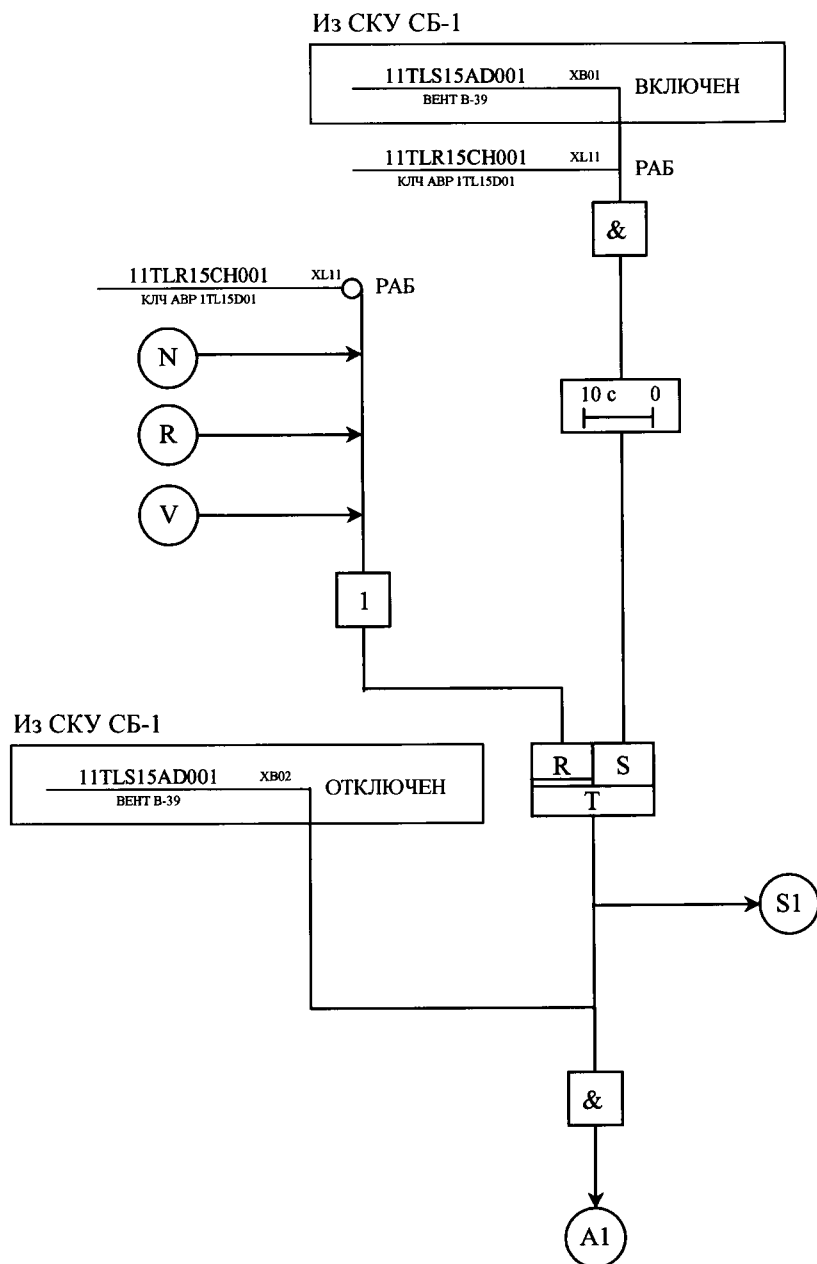 Из СКУ СБ-1
11TLS15AD001 XB01 ВКЛЮЧЕН
ВЕНТ В-39
11TLR15CH001 XL11 РАБ
КЛЧ АВР 1TL15D01
&
11TLR15CH001 XL11 РАБ
КЛЧ АВР 1TL15D01
N
10 с 0
R
V
1
Из СКУ СБ-1
R S
11TLS15AD001 XB02 ОТКЛЮЧЕН
ВЕНТ В-39
T
S1
&
A1